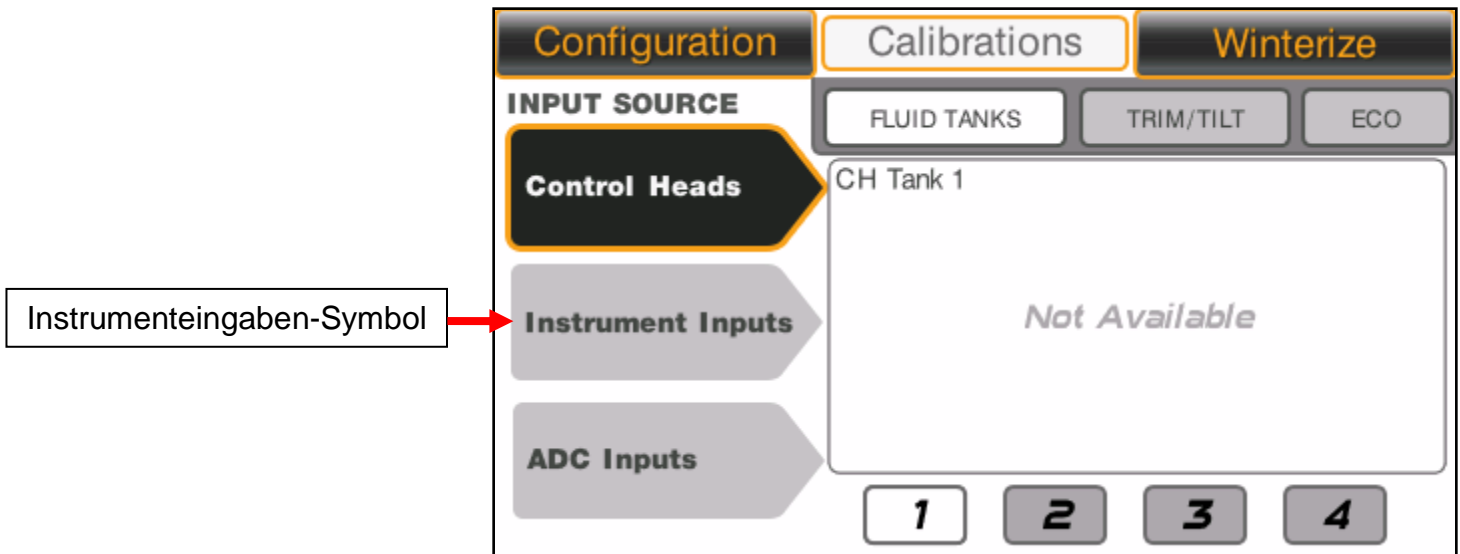 Configuration Calibrations Winterize
INPUT SOURCE
FLUID TANKS TRIM/TILT ECO
Control Heads
CH Tank 1
Instrumenteingaben-Symbol
Instrument Inputs
Not Available
ADC Inputs
1 2 3 4